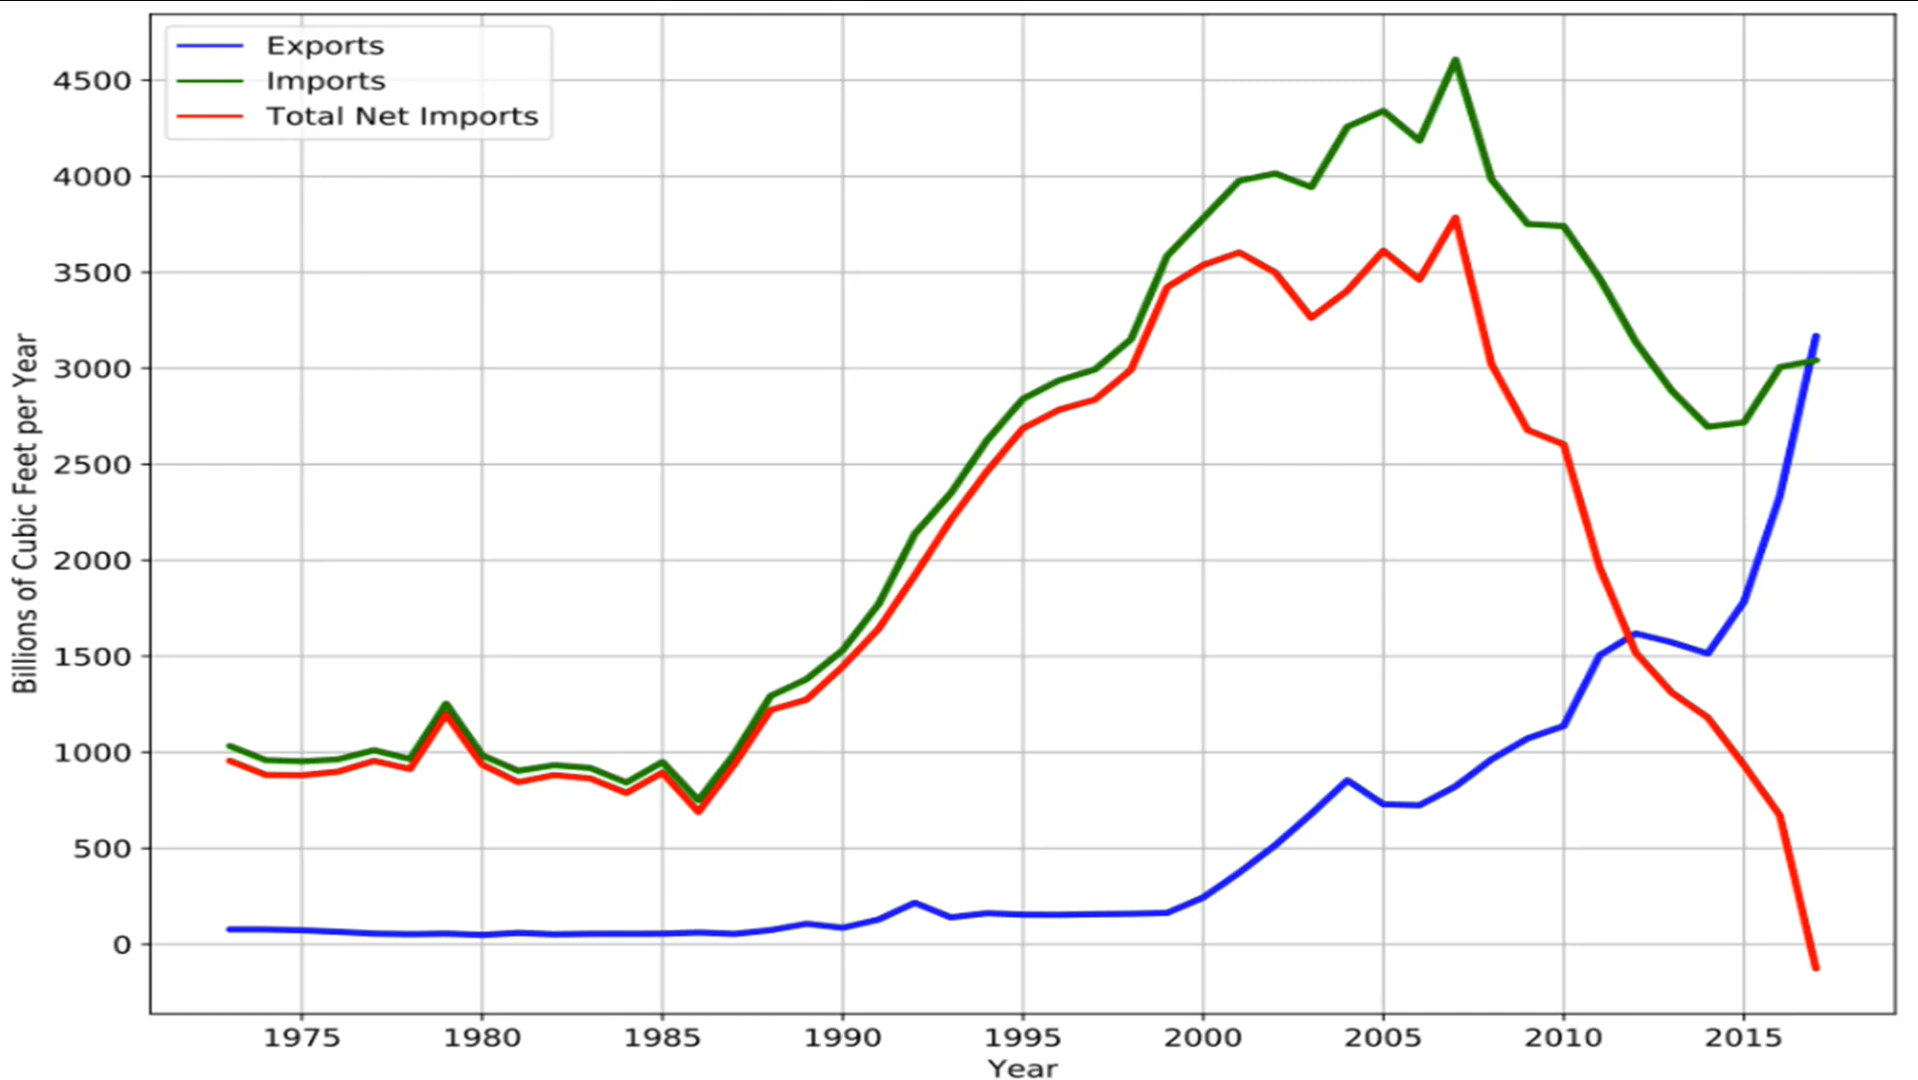 Exports
Imports
Total Net Imports
4500
4000
3500
3000
2500
2000
1500
1000
500
0
Billions of Cubic Feet per Year
1975 1980 1985 1990 1995 2000 2005 2010 2015
Year